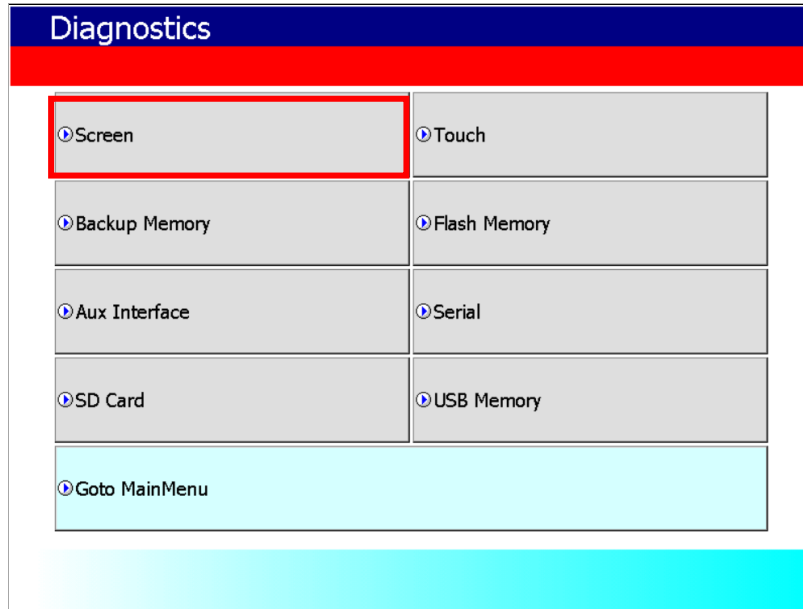 Diagnostics
Screen
Touch
Backup Memory
Flash Memory
Aux Interface
Serial
SD Card
USB Memory
Goto MainMenu